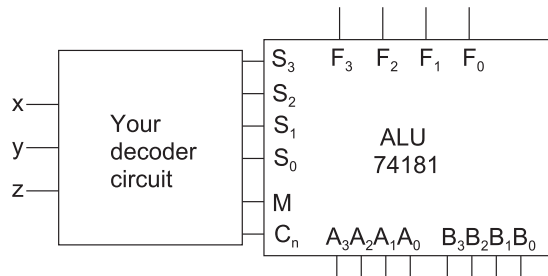 x
y
z
Your
decoder
circuit
S₃
S₂
S₁
S₀
M
Cₙ
F₃ F₂ F₁ F₀
ALU
74181
A₃A₂A₁A₀ B₃B₂B₁B₀